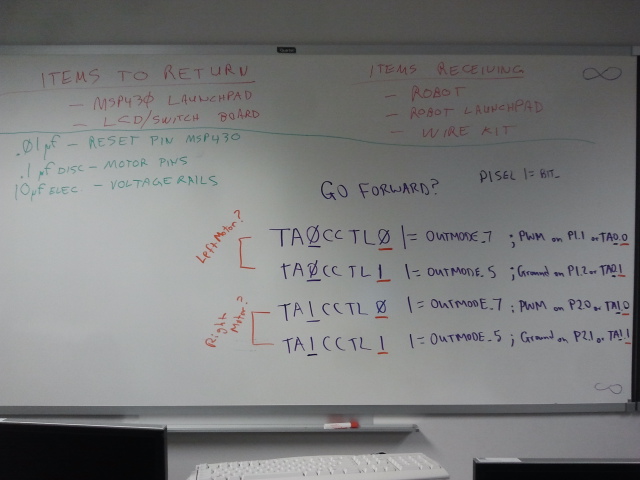 ITEMS TO RETURN
- MSP430 LAUNCHPAD
- LCD/SWITCH BOARD
ITEMS RECEIVING
- ROBOT
- ROBOT LAUNCHPAD
- WIRE KIT
.01µf - RESET PIN MSP430
.1µf DISC - MOTOR PINS
10µf ELEC - VOLTAGE RAILS
GO FORWARD?
P1SEL |= BIT_
Left Motor?
TA0CCTL0 |= OUTMODE_7 ; PWM on P1.1 or TA0.0
TA0CCTL1 |= OUTMODE_5 ; Ground on P1.2 or TA0.1
Right Motor?
TA1CCTL0 |= OUTMODE_7 ; PWM on P2.0 or TA1.0
TA1CCTL1 |= OUTMODE_5 ; Ground on P2.1 or TA1.1